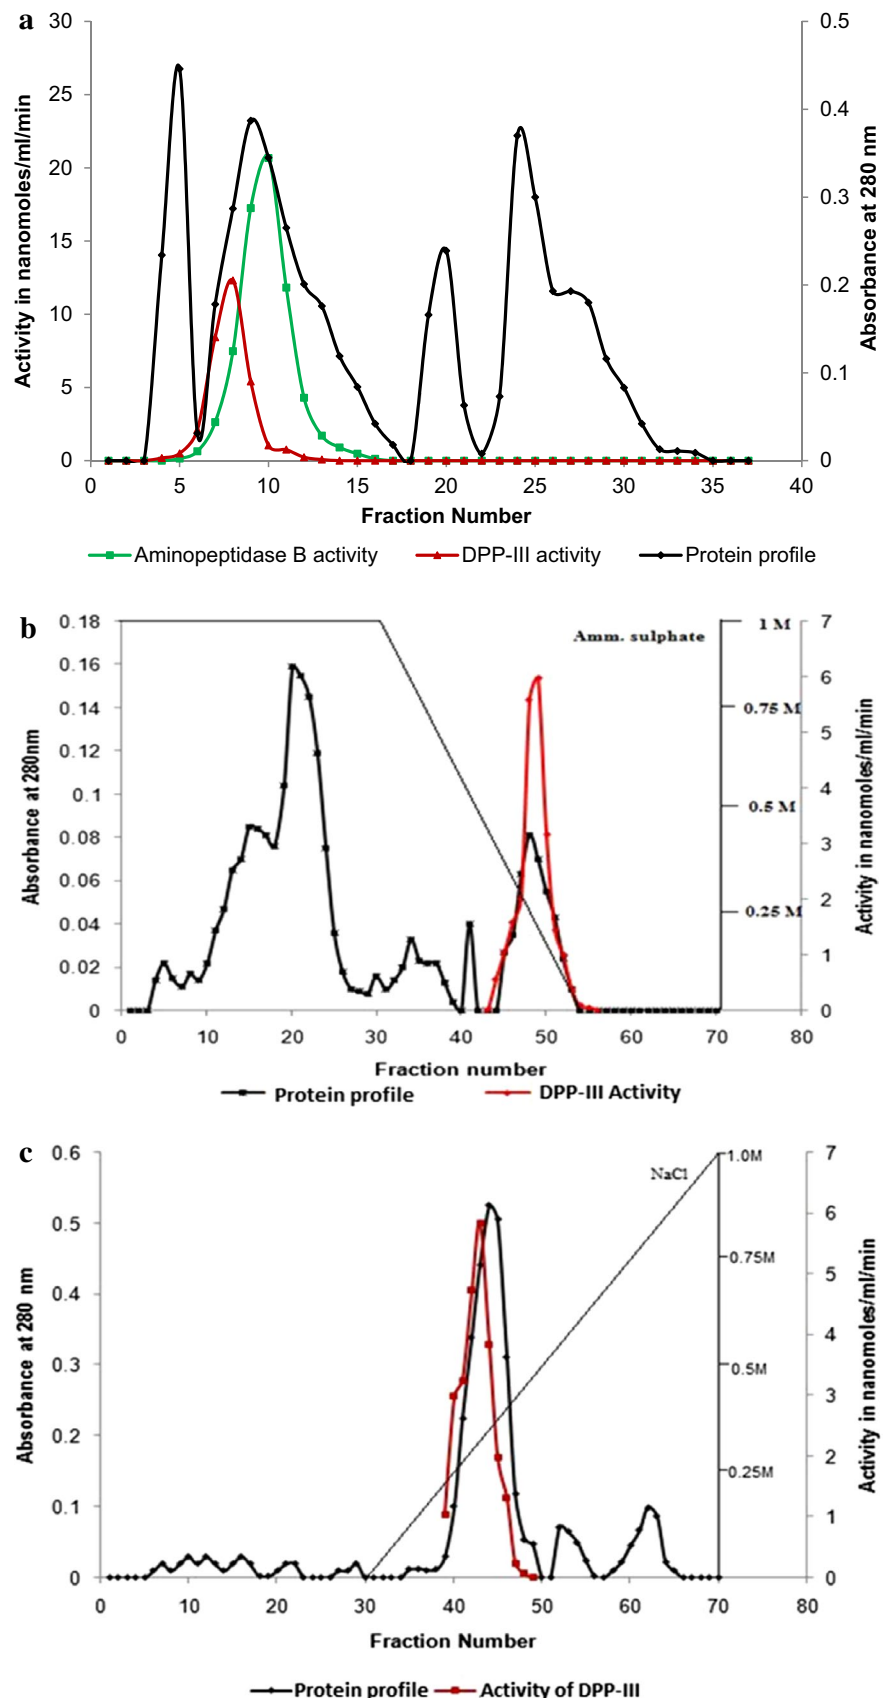 a
30
25
20
15
10
5
0
Activity in nanomoles/ml/min
0.5
0.4
0.3
0.2
0.1
0
Absorbance at 280 nm
0 5 10 15 20 25 30 35 40
Fraction Number
Aminopeptidase B activity DPP-III activity Protein profile
b
0.18
0.16
0.14
0.12
0.1
0.08
0.06
0.04
0.02
0
Absorbance at 280nm
Amm. sulphate
1 M
0.75 M
0.5 M
0.25 M
7
6
5
4
3
2
1
0
Activity in nanomoles/ml/min
0 10 20 30 40 50 60 70 80
Fraction number
Protein profile DPP-III Activity
c
0.6
0.5
0.4
0.3
0.2
0.1
0
Absorbance at 280 nm
NaCl
1.0M
0.75M
0.5M
0.25M
7
6
5
4
3
2
1
0
Activity in nanomoles/ml/min
0 10 20 30 40 50 60 70 80
Fraction Number
Protein profile Activity of DPP-III